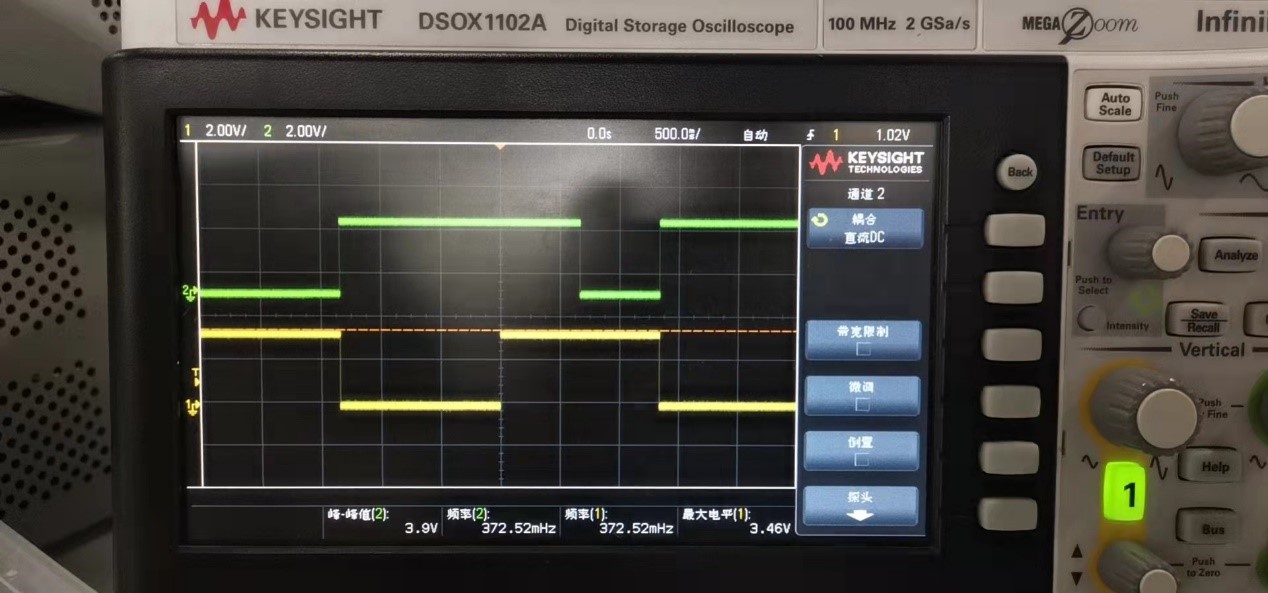 KEYSIGHT DSOX1102A Digital Storage Oscilloscope 100 MHz 2 GSa/s MEGA Zoom
1 2.00V/ 2 2.00V/ 0.0s 500.0ms/ 自动 1 1.02V
KEYSIGHT
TECHNOLOGIES
通道 2
耦合
直流DC
带宽限制
微调
倒置
探头
2
T
1
峰-峰值(2): 频率(2): 频率(1): 最大电平(1):
3.9V 372.52mHz 372.52mHz 3.46V
Back
Auto
Scale
Push
Fine
Default
Setup
Entry
Analyze
Push to
Select
Intensity
Save
Recall
Vertical
Push
Fine
Help
1
Bus
Push
to Zero